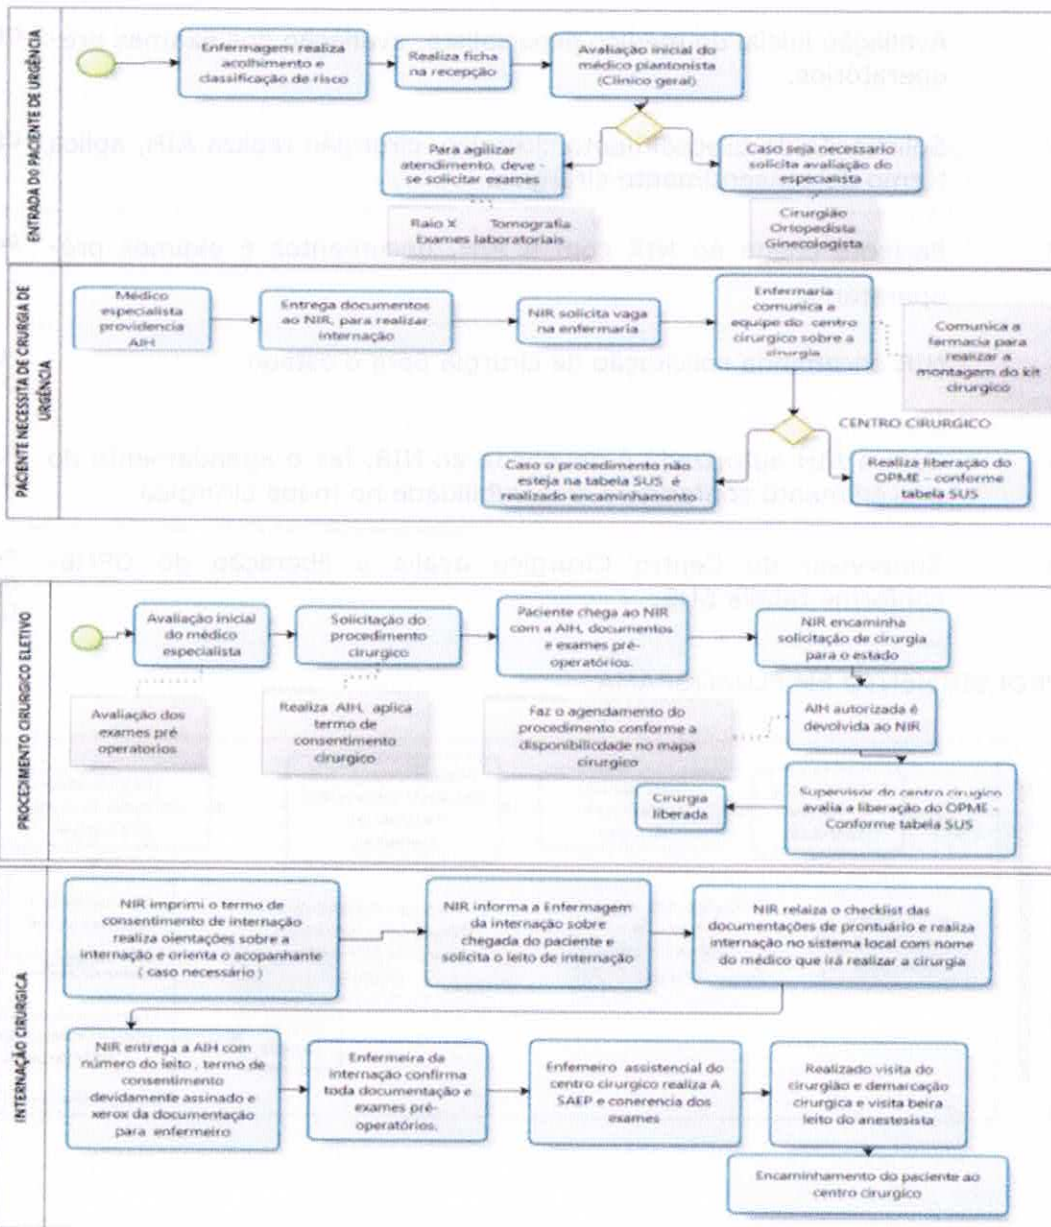 ENTRADA DO PACIENTE DE URGÊNCIA
Enfermagem realiza
acolhimento e
classificação de risco
Realiza ficha
na recepção
Avaliação inicial do
médico plantonista
(Clinico geral)
Para agilizar
atendimento, deve -
se solicitar exames
Caso seja necessario
solicita avaliação do
especialista
Raio X Tomografia
Exames laboratoriais
Cirurgião
Ortopedista
Ginecologista
PACIENTE NECESSITA DE CIRURGIA DE
URGÊNCIA
Médico
especialista
providencia
AIH
Entrega documentos
ao NIR, para realizar
internação
NIR solicita vaga
na enfermaria
Enfermaria
comunica a
equipe do centro
cirurgico sobre a
cirurgia
Comunica a
farmacia para
realizar a
montagem do kit
cirurgico
CENTRO CIRURGICO
Caso o procedimento não
esteja na tabela SUS é
realizado encaminhamento
Realiza liberação do
OPME - conforme
tabela SUS
PROCEDIMENTO CIRURGICO ELETIVO
Avaliação inicial
do médico
especialista
Solicitação do
procedimento
cirurgico
Paciente chega ao NIR
com a AIH, documentos
e exames pré-
operatórios.
NIR encaminha
solicitação de cirurgia
para o estado
Avaliação dos
exames pré
operatorios
Realiza AIH, aplica
termo de
consentimento
cirurgico
Faz o agendamento do
procedimento conforme a
disponibilicdade no mapa
cirurgico
AIH autorizada é
devolvida ao NIR
Cirurgia
liberada
Supervisor do centro cirugico
avalia a liberação do OPME -
Conforme tabela SUS
INTERNAÇÃO CIRURGICA
NIR imprimi o termo de
consentimento de internação
realiza oientações sobre a
internação e orienta o acopanhante
( caso necessário )
NIR informa a Enfermagem
da internação sobre
chegada do paciente e
solicita o leito de internação
NIR relaiza o checklist das
documentações de prontuário e realiza
internação no sistema local com nome
do médico que irá realizar a cirurgia
NIR entrega a AIH com
número do leito , termo de
consentimento
devidamente assinado e
xerox da documentação
para enfermeiro
Enfermeira da
internação confirma
toda documentação e
exames pré-
operatórios.
Enfemeiro assistencial do
centro cirurgico realiza A
SAEP e conerencia dos
exames
Realizado visita do
cirurgião e demarcação
cirurgica e visita beira
leito do anestesista
Encaminhamento do paciente ao
centro cirurgico